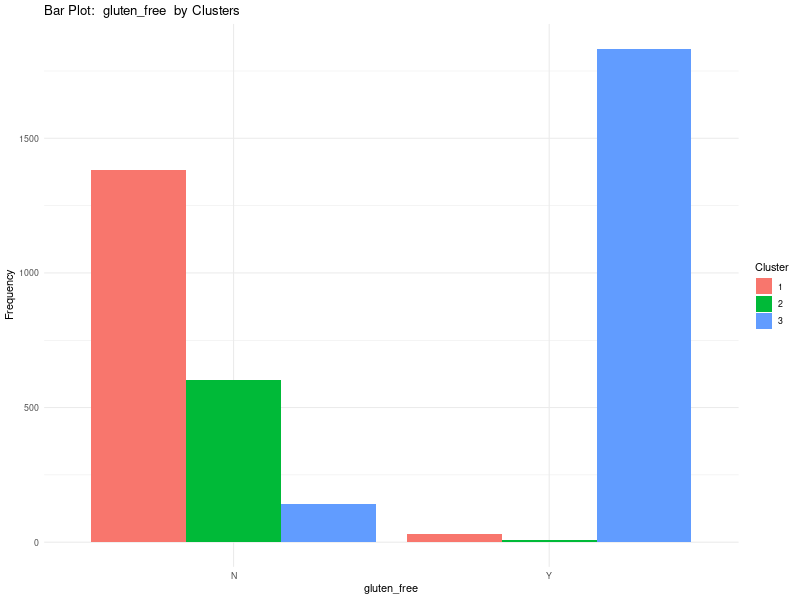 Bar Plot:  gluten_free  by Clusters
1500
1000
500
0
Frequency
N
Y
gluten_free
Cluster
1
2
3